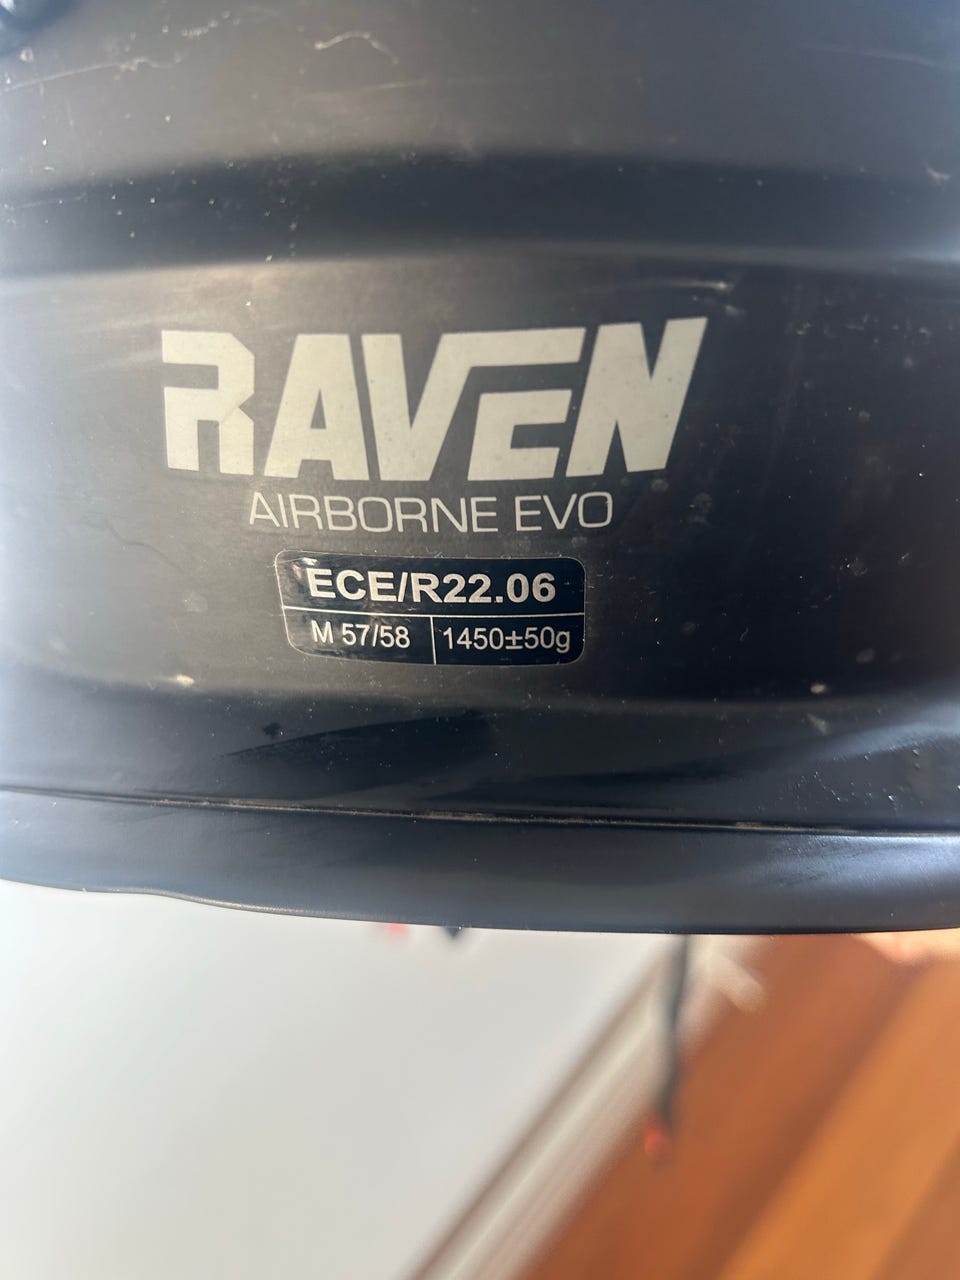 RAVEN
AIRBORNE EVO
ECE/R22.06
M 57/58 1450±50g